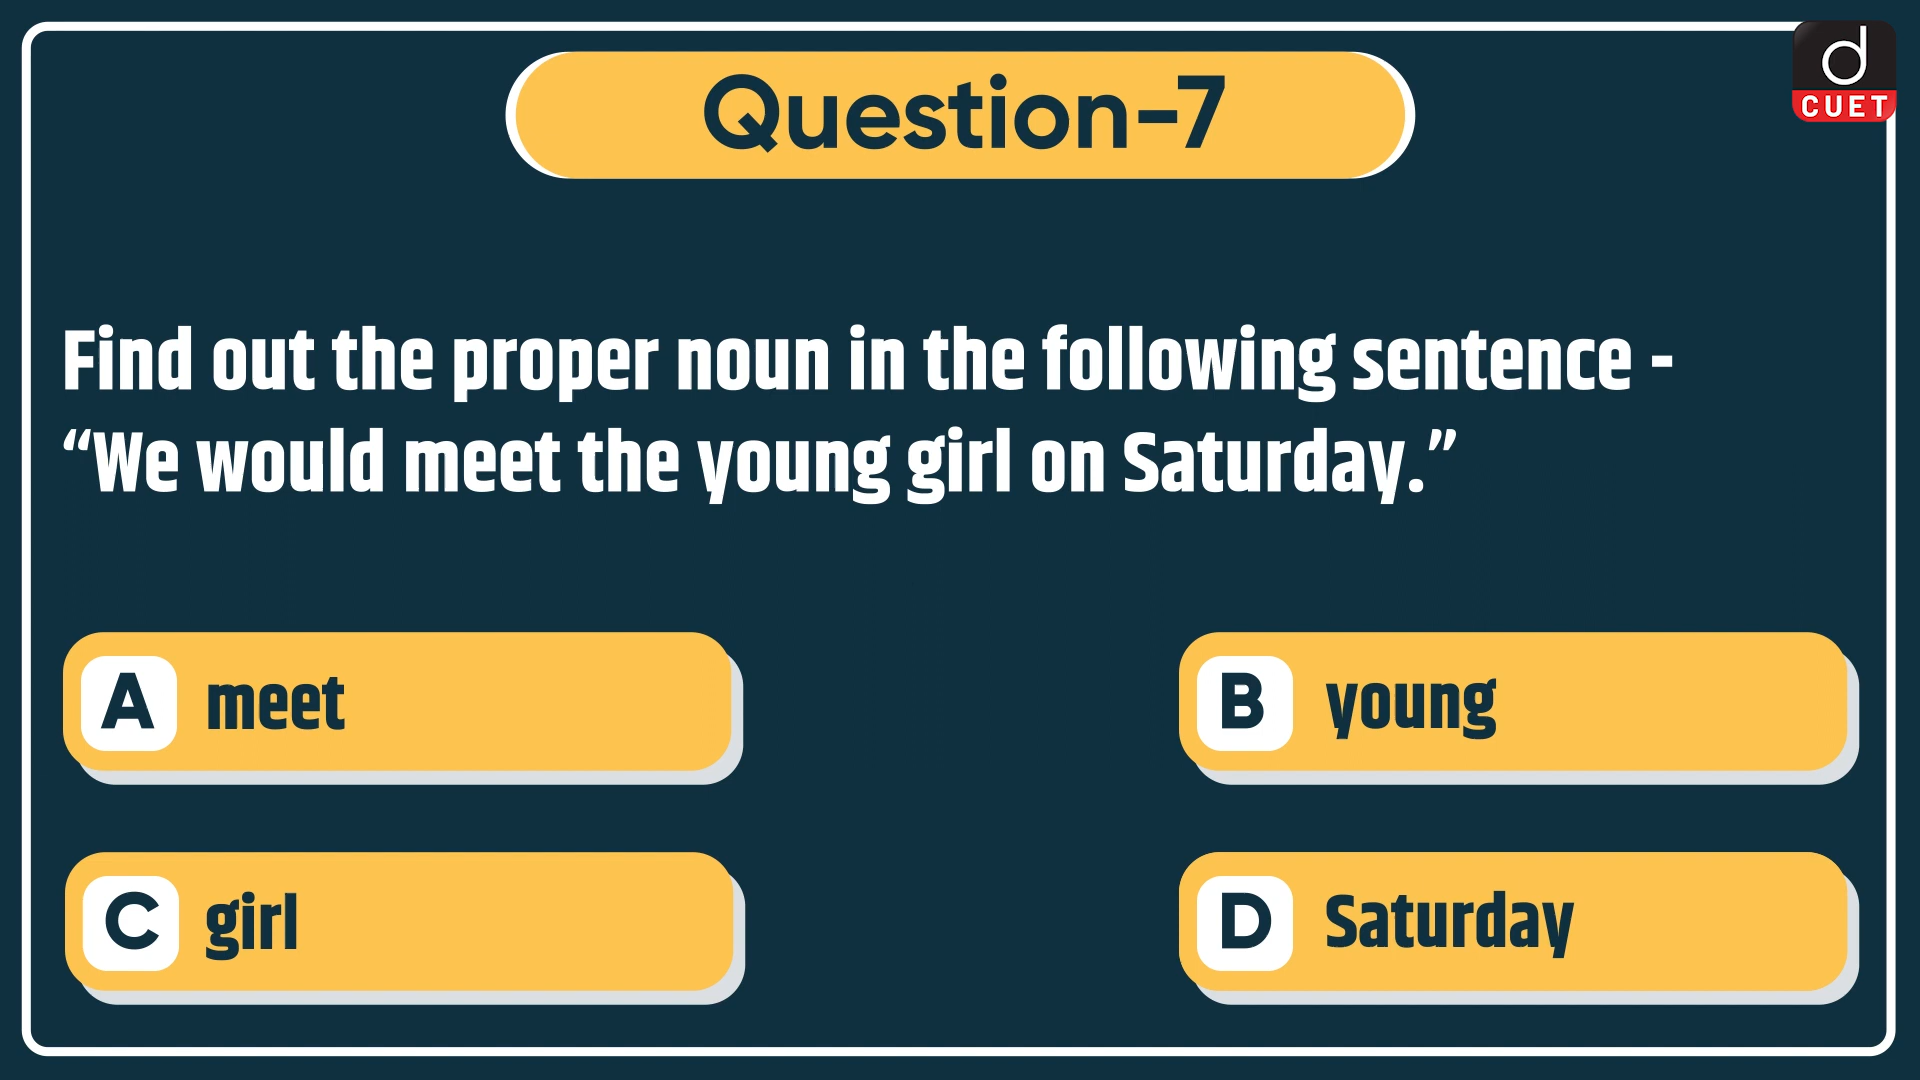 d
CUET
Question-7
Find out the proper noun in the following sentence -
“We would meet the young girl on Saturday.”
A meet
B young
C girl
D Saturday